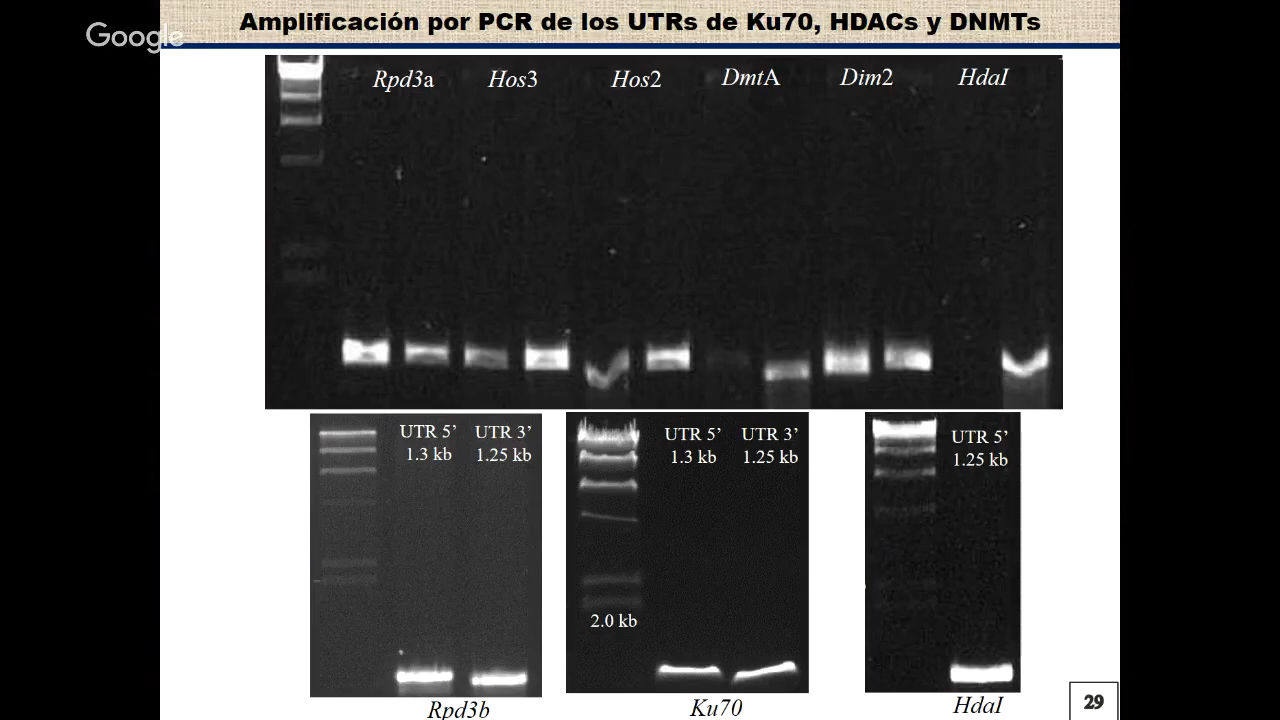 Amplificación por PCR de los UTRs de Ku70, HDACs y DNMTs
Google
Rpd3a Hos3 Hos2 DmtA Dim2 HdaI
UTR 5’ UTR 3’
1.3 kb 1.25 kb
Rpd3b
UTR 5’ UTR 3’
1.3 kb 1.25 kb
2.0 kb
Ku70
UTR 5’
1.25 kb
HdaI
29